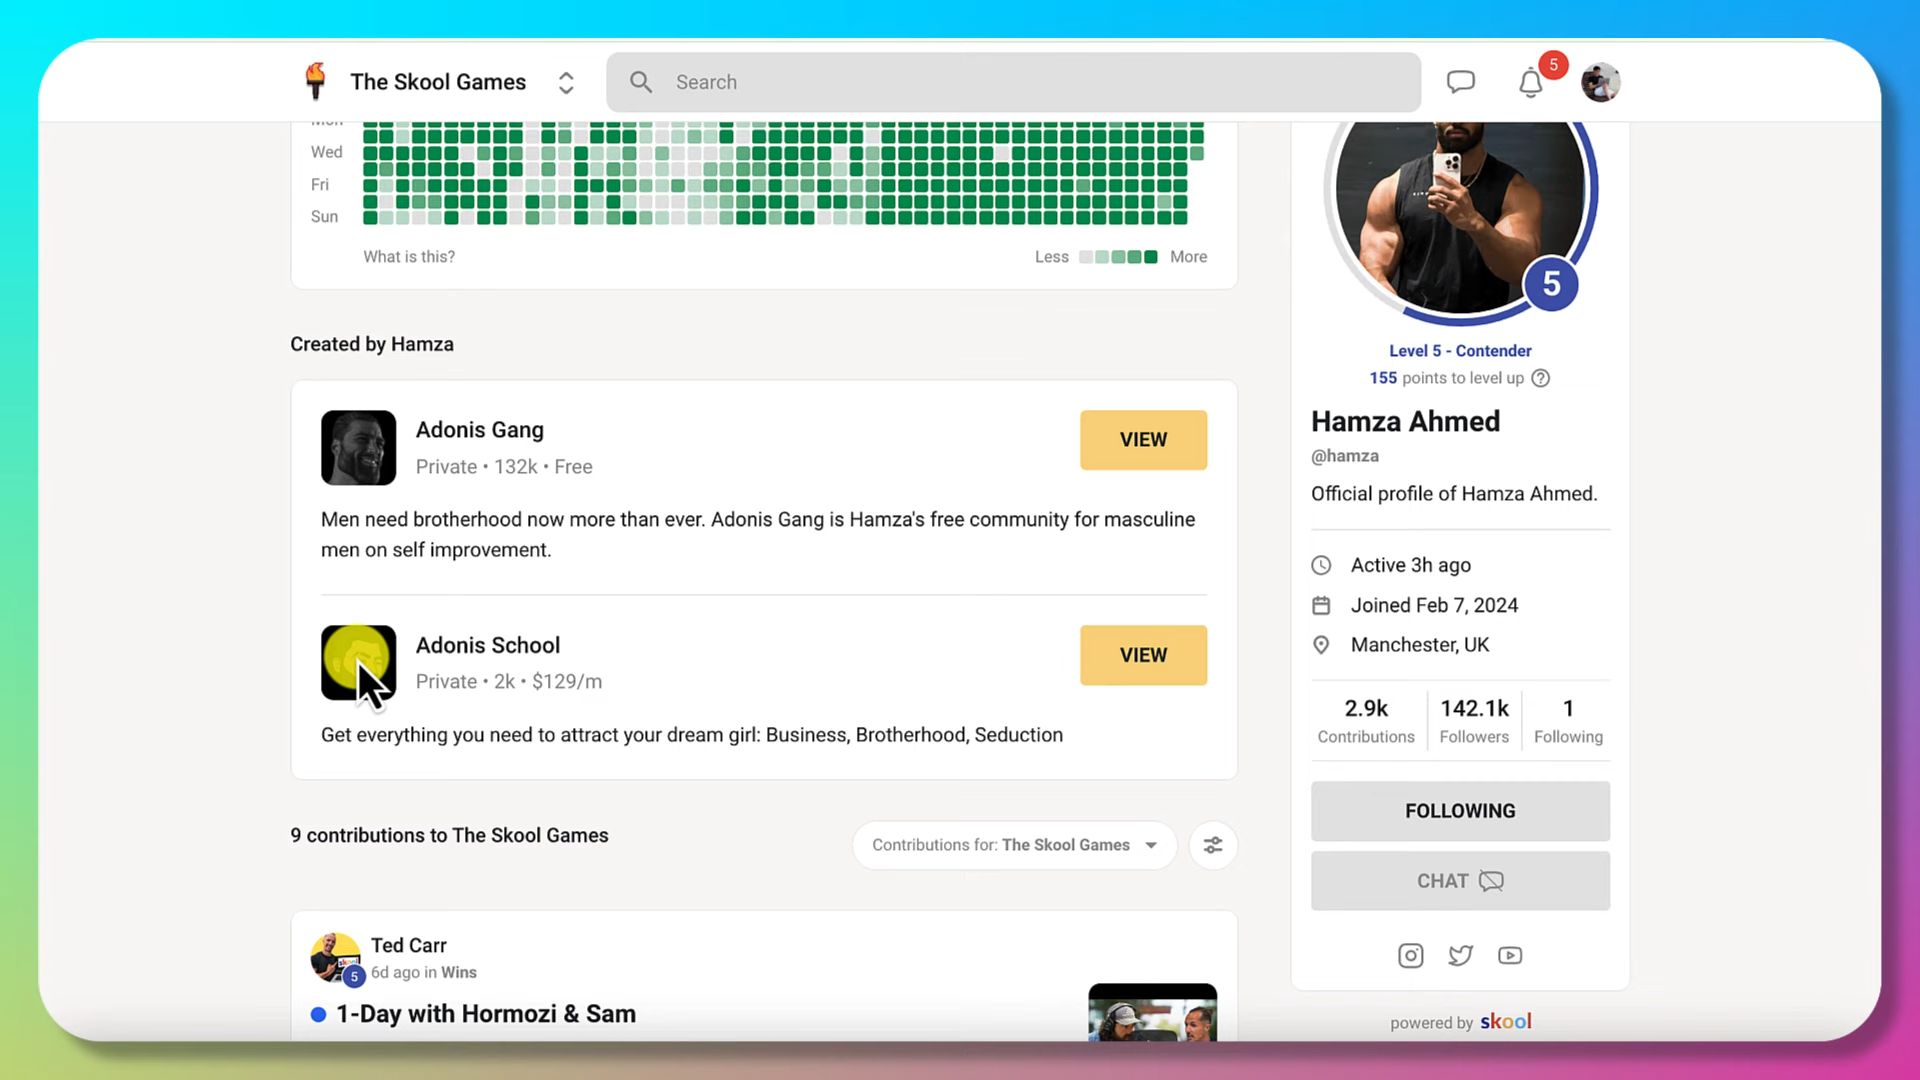 The Skool Games
Search
5
Mon
Wed
Fri
Sun
What is this?
Less
More
Created by Hamza
Adonis Gang
Private • 132k • Free
VIEW
Men need brotherhood now more than ever. Adonis Gang is Hamza's free community for masculine
men on self improvement.
Adonis School
Private • 2k • $129/m
VIEW
Get everything you need to attract your dream girl: Business, Brotherhood, Seduction
9 contributions to The Skool Games
Contributions for: The Skool Games
Ted Carr
5
6d ago in Wins
1-Day with Hormozi & Sam
5
Level 5 - Contender
155 points to level up
Hamza Ahmed
@hamza
Official profile of Hamza Ahmed.
Active 3h ago
Joined Feb 7, 2024
Manchester, UK
2.9k 142.1k 1
Contributions Followers Following
FOLLOWING
CHAT
powered by skool